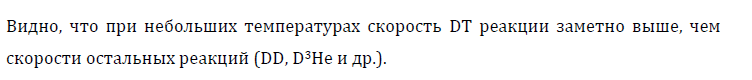 Видно, что при небольших температурах скорость DT реакции заметно выше, чем
скорости остальных реакций (DD, D³He и др.).